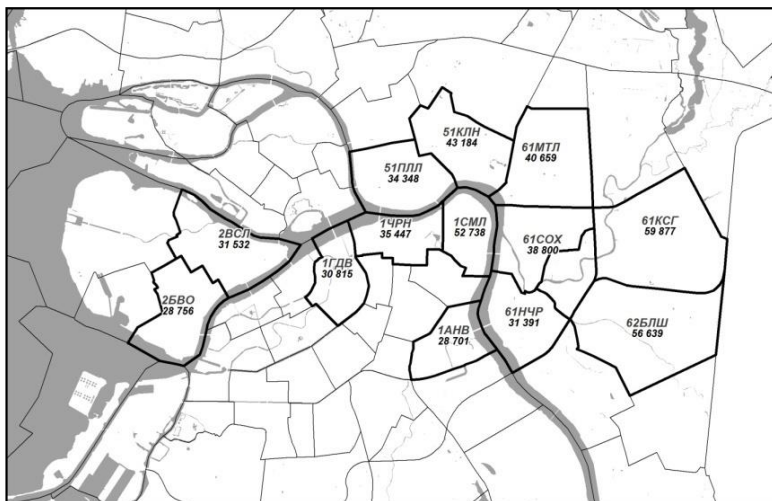 51КЛН
43 184
61МТЛ
40 659
51ПЛЛ
34 348
2ВСЛ
31 532
1ЧРН
35 447
1СМЛ
52 738
61СОХ
38 800
61КСГ
59 877
1ГДВ
30 815
2БВО
28 756
1АНВ
28 701
61НЧР
31 391
62БЛШ
56 639